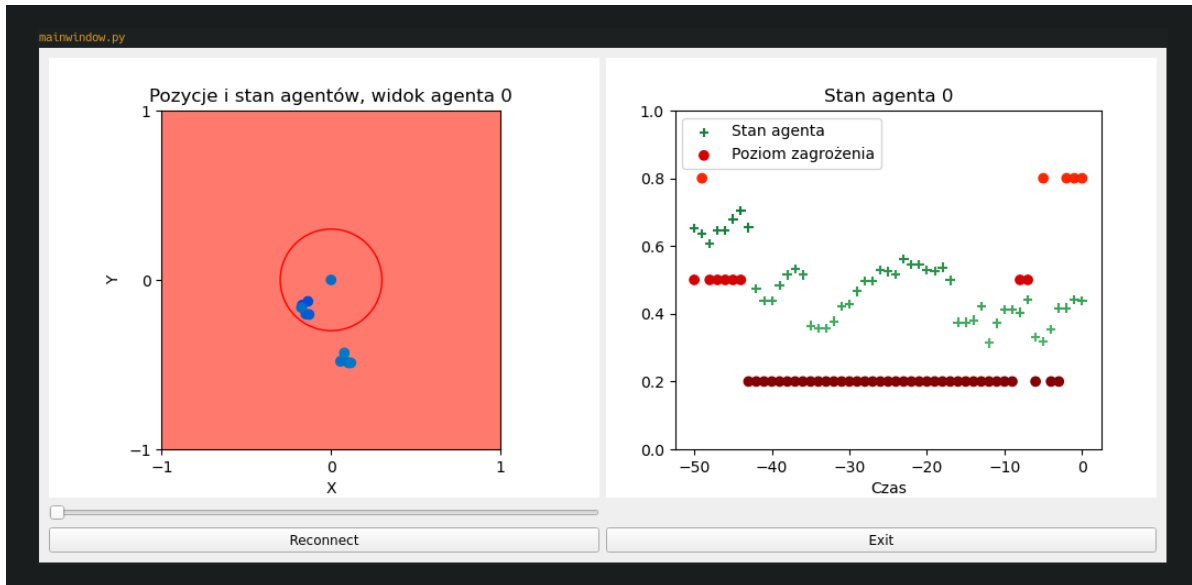 mainwindow.py
Pozycje i stan agentów, widok agenta 0
1
0
−1
Y
−1 0 1
X
Stan agenta 0
Stan agenta
Poziom zagrożenia
1.0
0.8
0.6
0.4
0.2
0.0
−50 −40 −30 −20 −10 0
Czas
Reconnect
Exit